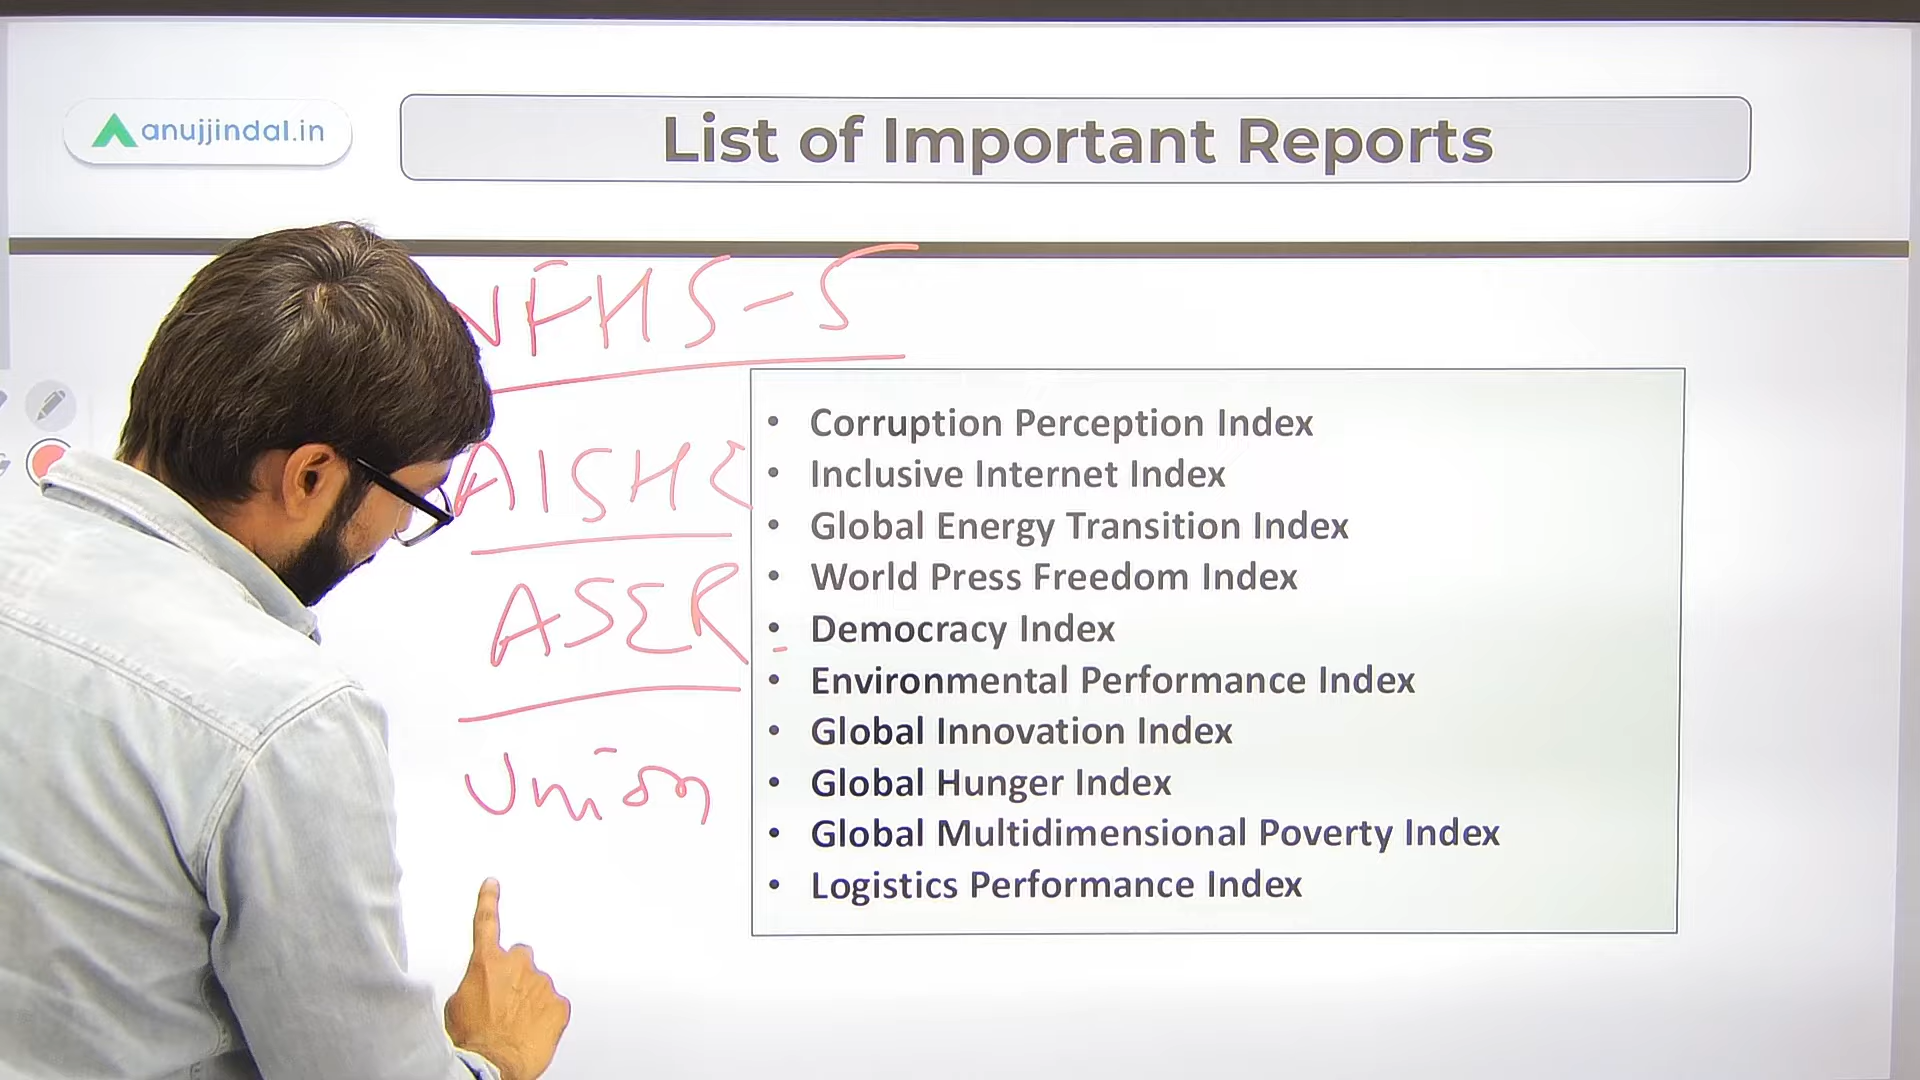 anujjindal.in
List of Important Reports
NFHS-5
AISHE
ASER
Union
• Corruption Perception Index
• Inclusive Internet Index
• Global Energy Transition Index
• World Press Freedom Index
• Democracy Index
• Environmental Performance Index
• Global Innovation Index
• Global Hunger Index
• Global Multidimensional Poverty Index
• Logistics Performance Index